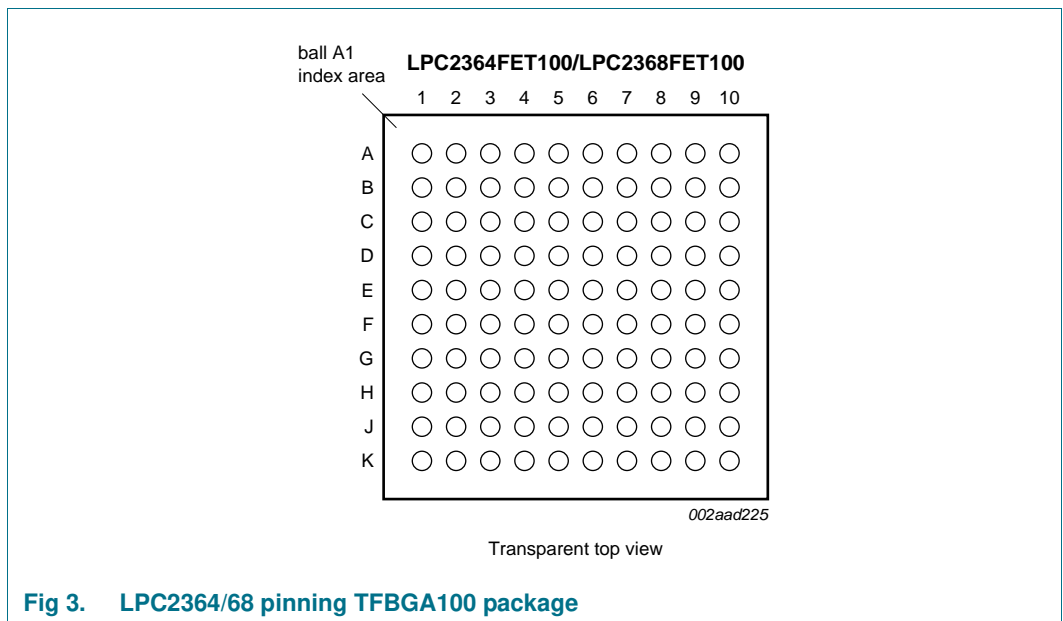 ball A1
index area
LPC2364FET100/LPC2368FET100
1 2 3 4 5 6 7 8 9 10
A
B
C
D
E
F
G
H
J
K
002aad225
Transparent top view
Fig 3. LPC2364/68 pinning TFBGA100 package